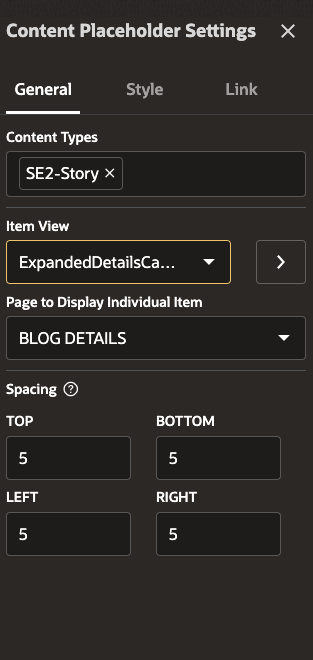 Content Placeholder Settings
General Style Link
Content Types
SE2-Story
Item View
ExpandedDetailsCa...
Page to Display Individual Item
BLOG DETAILS
Spacing
TOP BOTTOM
5 5
LEFT RIGHT
5 5